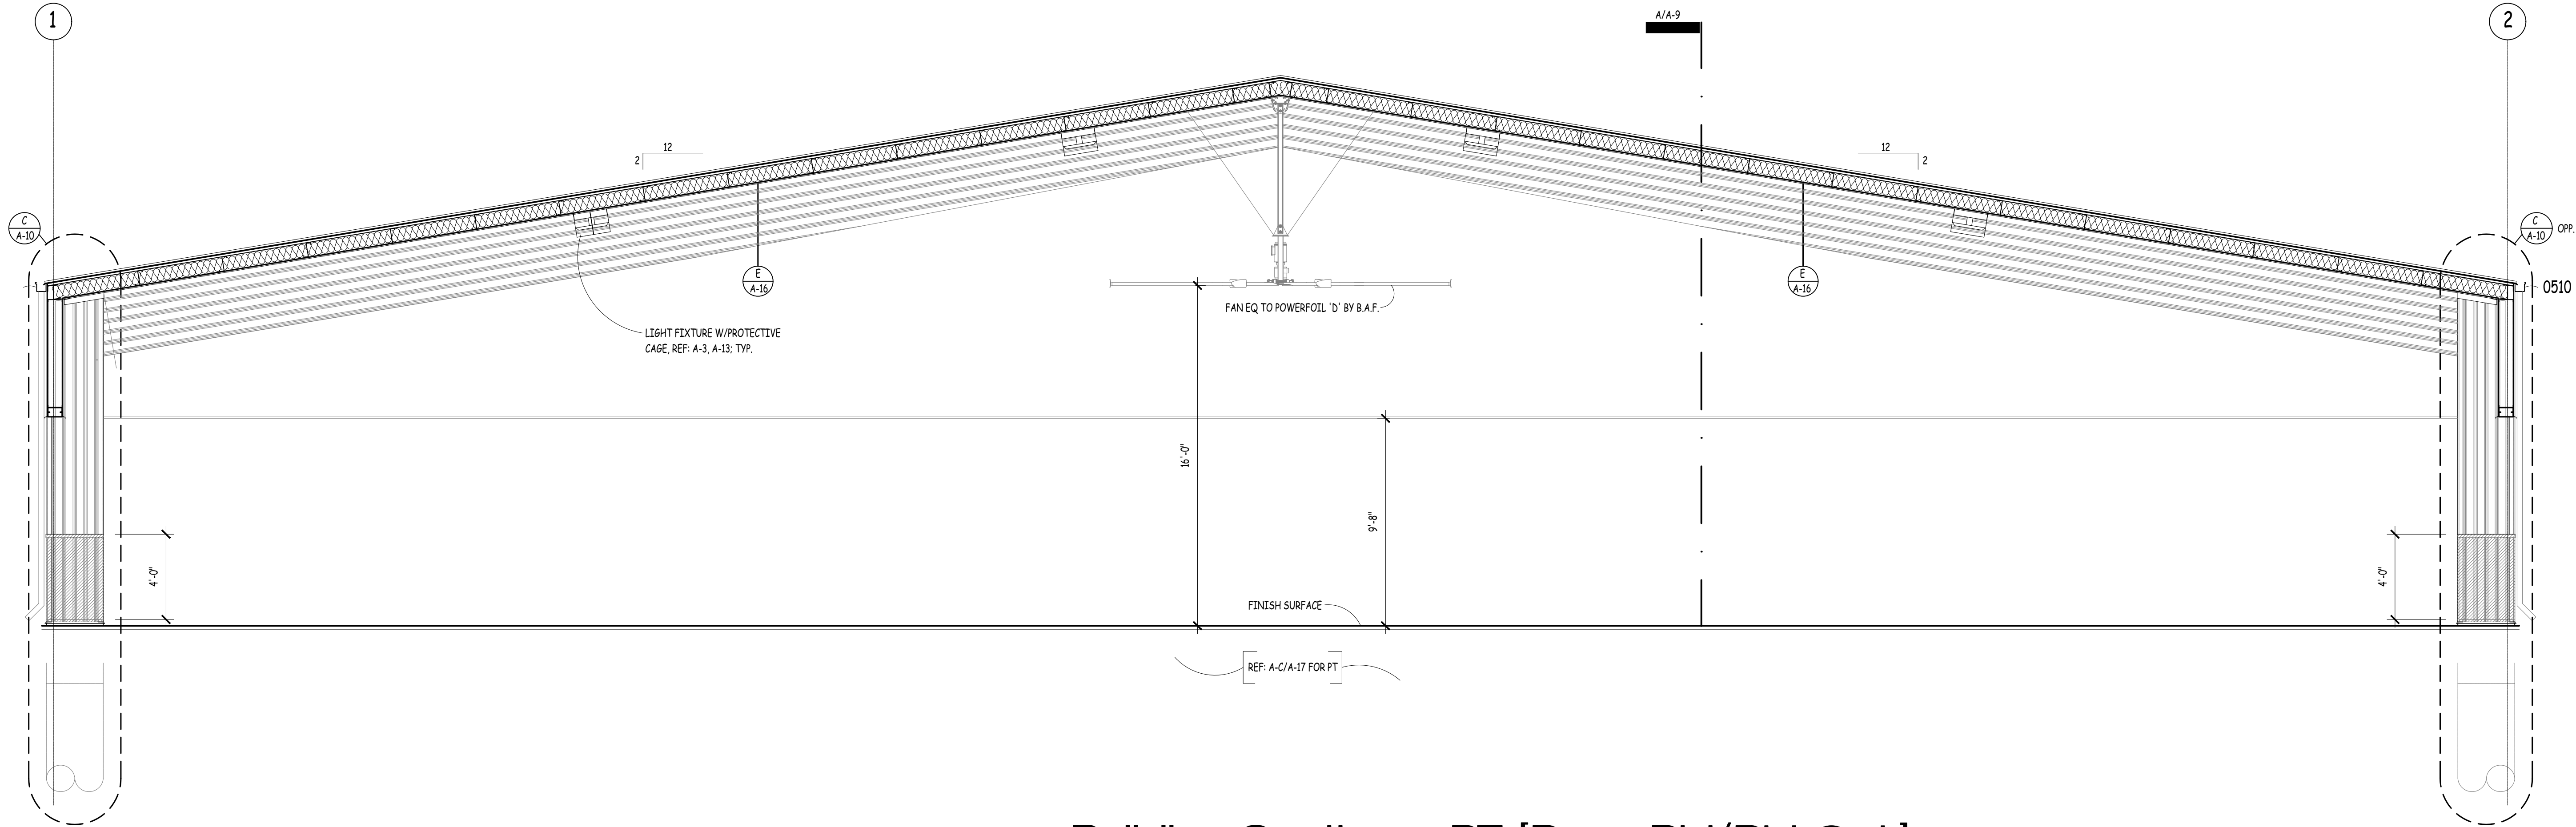 1
A/A-9
2
12
2
12
2
C
A-10
C
A-10
OPP.
E
A-16
E
A-16
0510
FAN EQ TO POWERFOIL 'D' BY B.A.F.
LIGHT FIXTURE W/PROTECTIVE
CAGE, REF: A-3, A-13; TYP.
16'-0"
9'-8"
4'-0"
4'-0"
FINISH SURFACE
REF: A-C/A-17 FOR PT